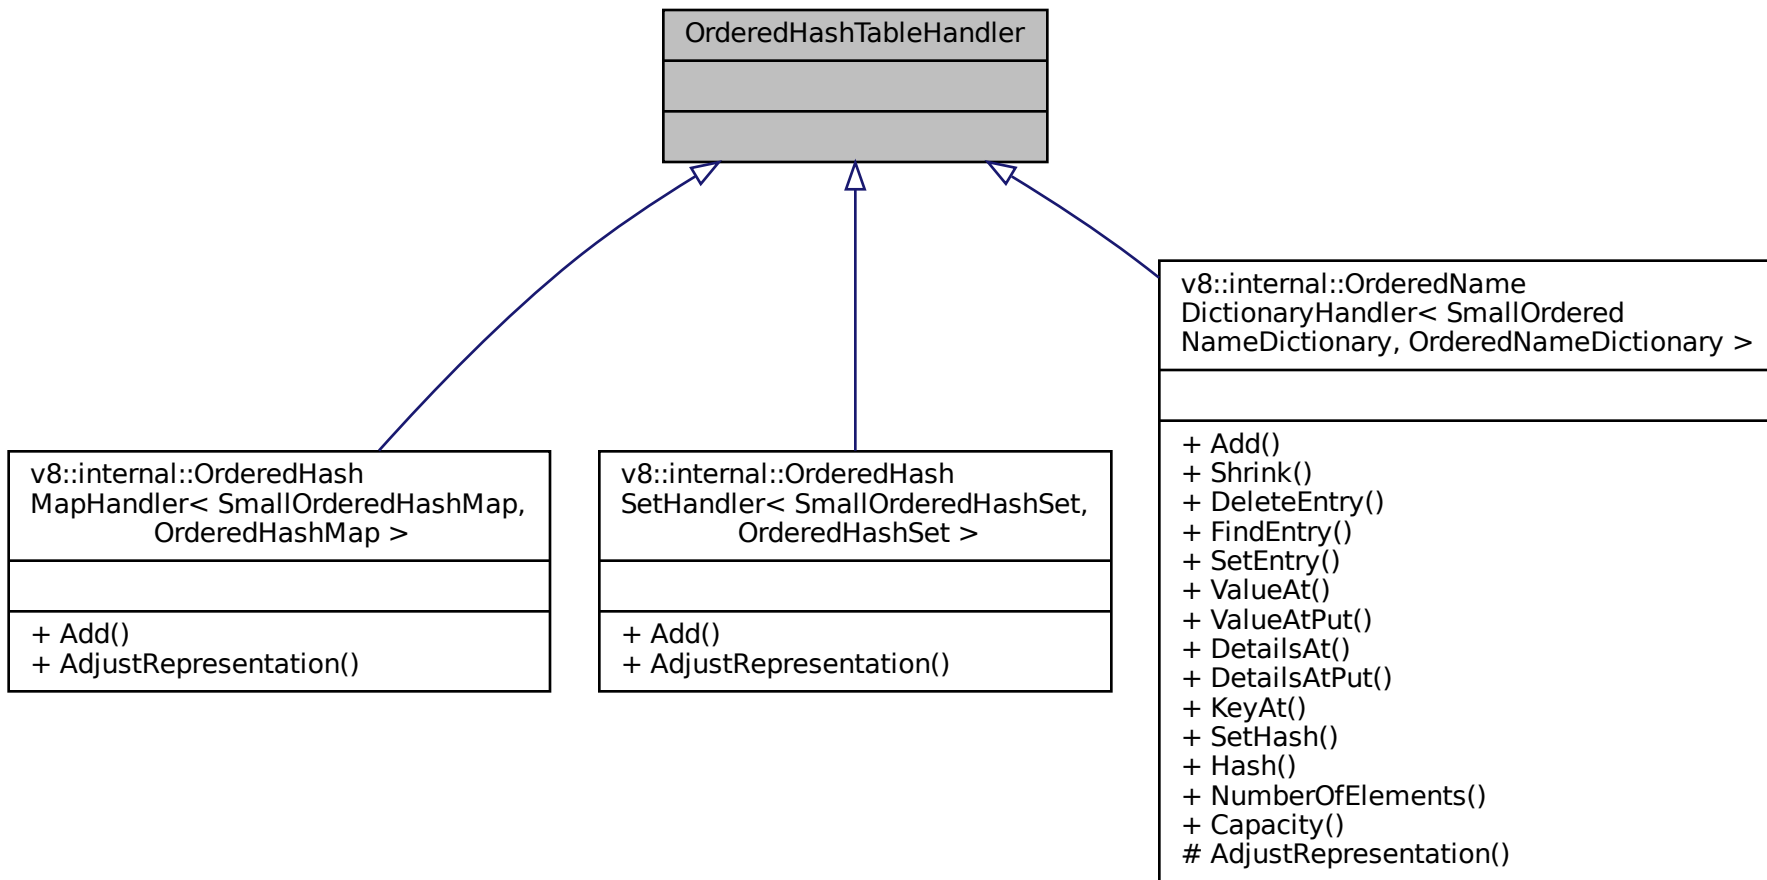 OrderedHashTableHandler
v8::internal::OrderedHash
MapHandler< SmallOrderedHashMap,
OrderedHashMap >
+ Add()
+ AdjustRepresentation()
v8::internal::OrderedHash
SetHandler< SmallOrderedHashSet,
OrderedHashSet >
+ Add()
+ AdjustRepresentation()
v8::internal::OrderedName
DictionaryHandler< SmallOrdered
NameDictionary, OrderedNameDictionary >
+ Add()
+ Shrink()
+ DeleteEntry()
+ FindEntry()
+ SetEntry()
+ ValueAt()
+ ValueAtPut()
+ DetailsAt()
+ DetailsAtPut()
+ KeyAt()
+ SetHash()
+ Hash()
+ NumberOfElements()
+ Capacity()
# AdjustRepresentation()